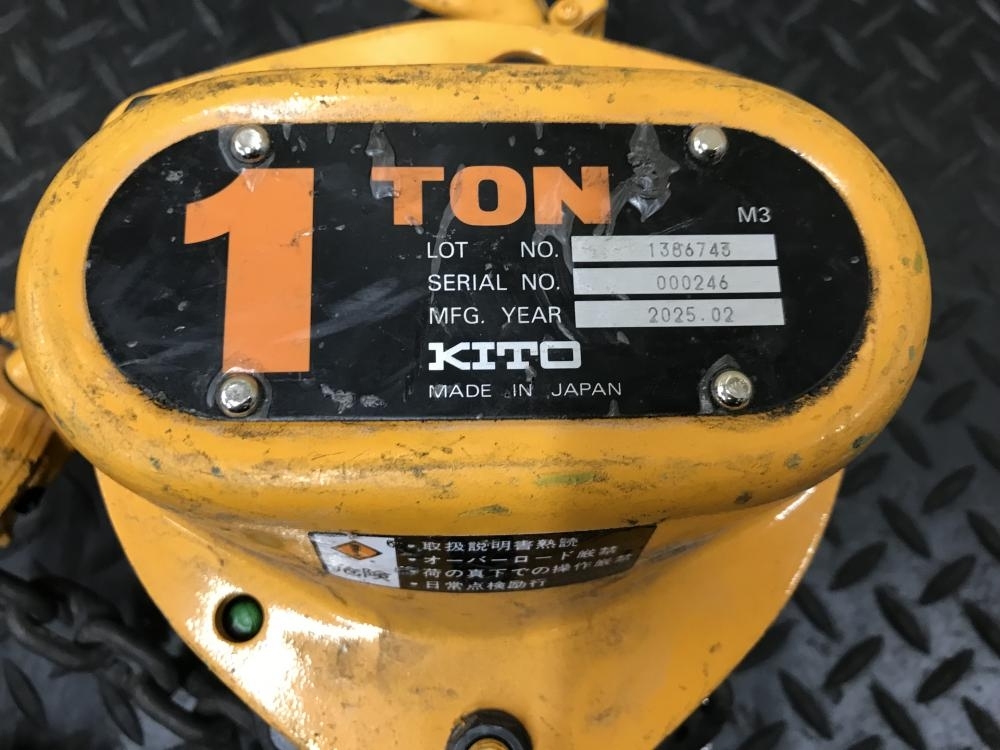 1 TON
M3
LOT NO. 1386743
SERIAL NO. 000246
MFG. YEAR 2025.02
KITO
MADE IN JAPAN
危険
・取扱説明書熟読
・オーバーロード厳禁
・荷の真下での操作厳禁
・日常点検励行